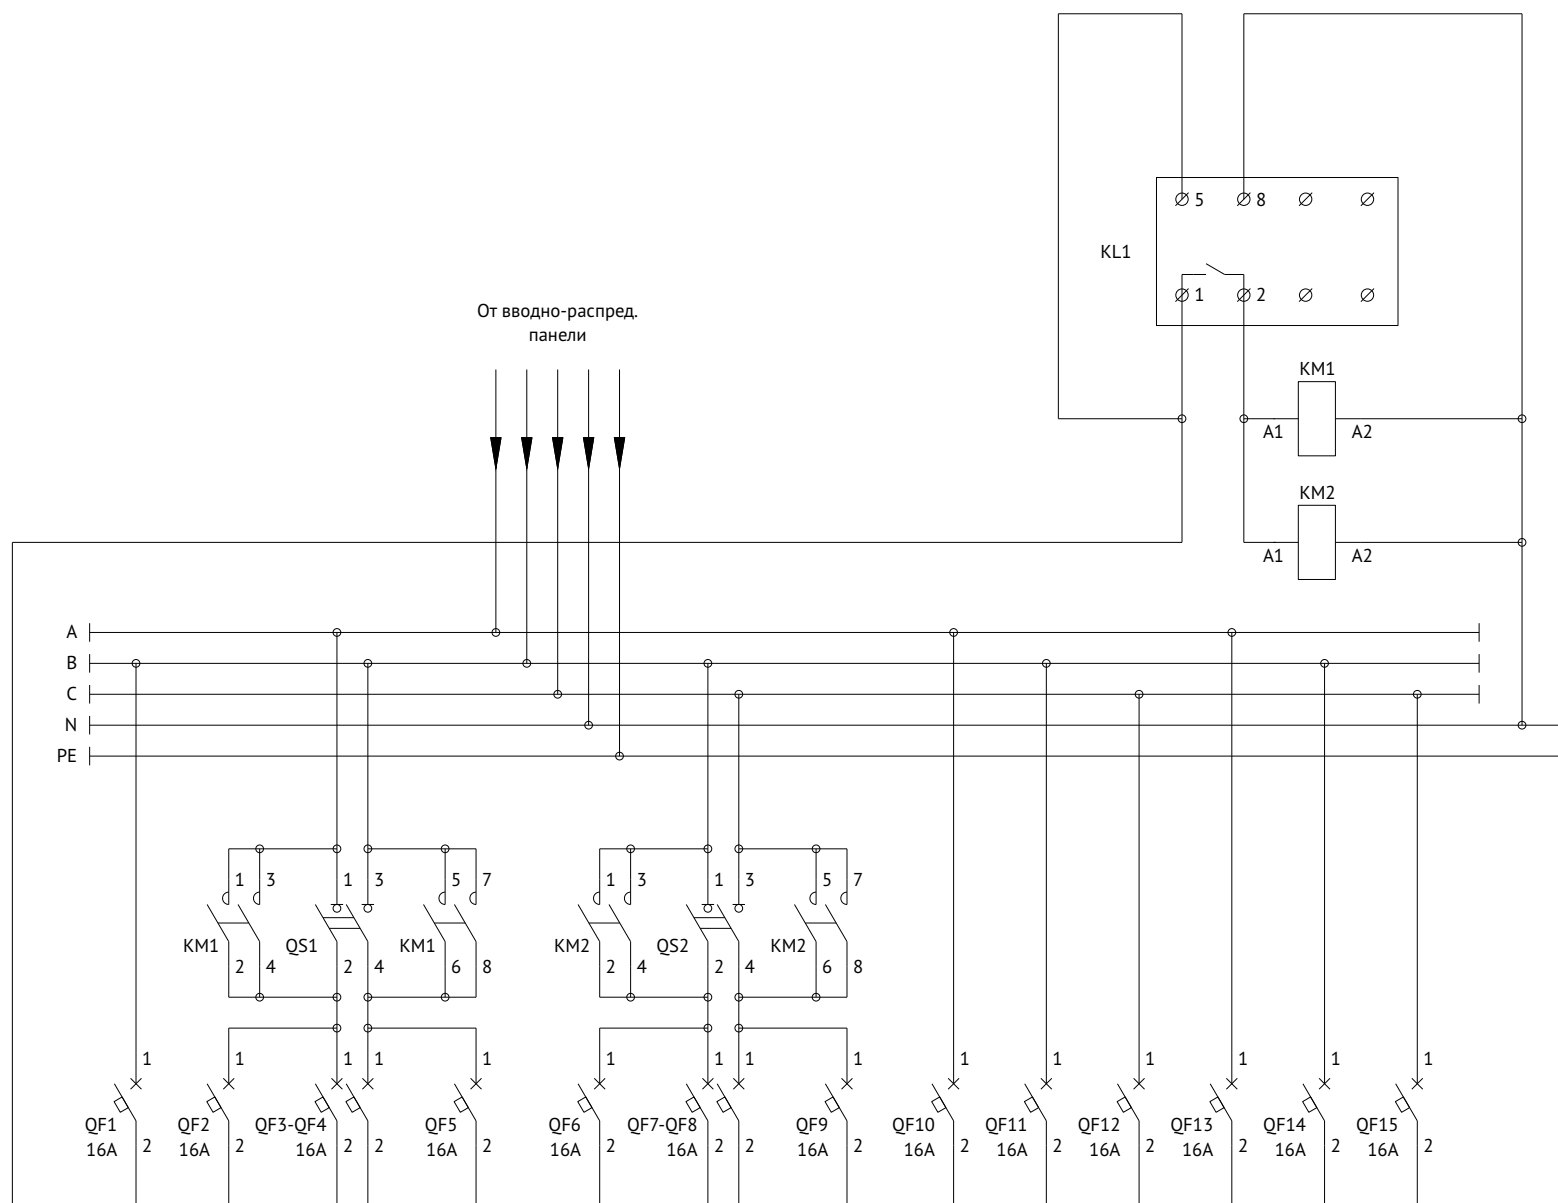 5 8
KL1
1 2
От вводно-распред.
панели
KM1
A1 A2
KM2
A1 A2
A
B
C
N
PE
1 3 1 3 5 7 1 3 1 3 5 7
KM1 QS1 KM1 KM2 QS2 KM2
2 4 2 4 6 8 2 4 2 4 6 8
1 1 1 1 1 1 1 1 1 1 1 1 1 1 1
QF1 QF2 QF3-QF4 QF5 QF6 QF7-QF8 QF9 QF10 QF11 QF12 QF13 QF14 QF15
16A 2 16A 2 16A 2 2 16A 2 16A 2 16A 2 2 16A 2 16A 2 16A 2 16A 2 16A 2 16A 2 16A 2